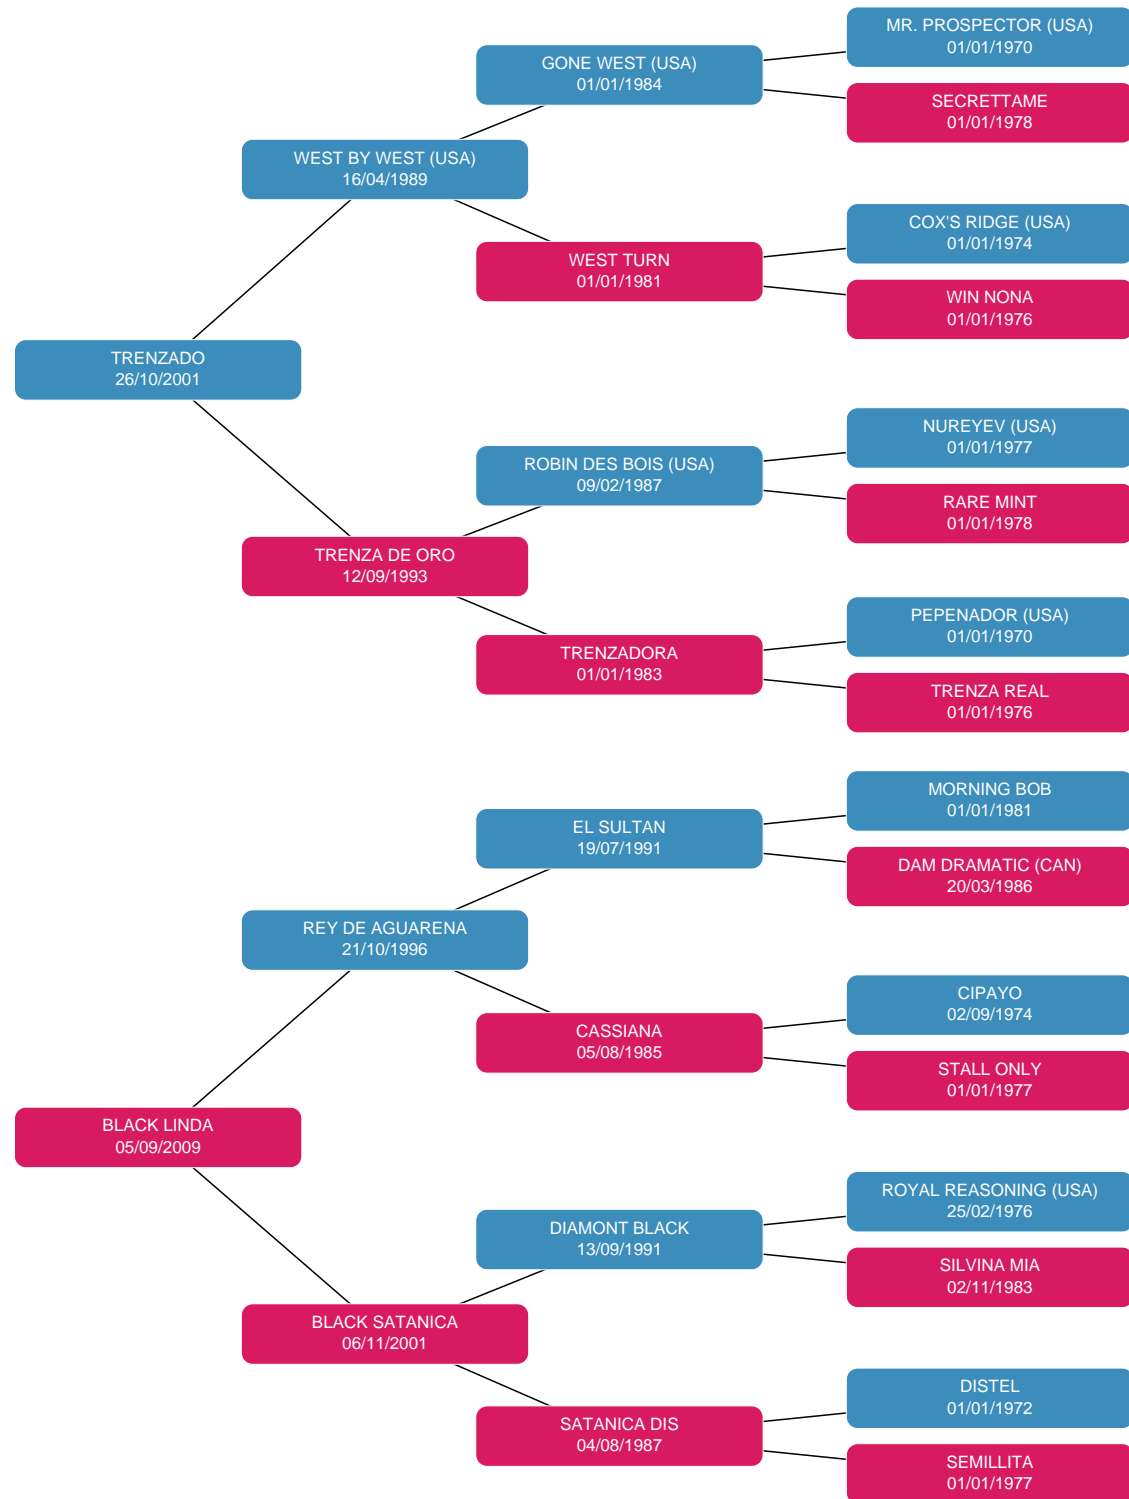 MR. PROSPECTOR (USA)
01/01/1970
GONE WEST (USA)
01/01/1984
SECRETTAME
01/01/1978
WEST BY WEST (USA)
16/04/1989
COX'S RIDGE (USA)
01/01/1974
WEST TURN
01/01/1981
WIN NONA
01/01/1976
TRENZADO
26/10/2001
NUREYEV (USA)
01/01/1977
ROBIN DES BOIS (USA)
09/02/1987
RARE MINT
01/01/1978
TRENZA DE ORO
12/09/1993
PEPENADOR (USA)
01/01/1970
TRENZADORA
01/01/1983
TRENZA REAL
01/01/1976
MORNING BOB
01/01/1981
EL SULTAN
19/07/1991
DAM DRAMATIC (CAN)
20/03/1986
REY DE AGUARENA
21/10/1996
CIPAYO
02/09/1974
CASSIANA
05/08/1985
STALL ONLY
01/01/1977
BLACK LINDA
05/09/2009
ROYAL REASONING (USA)
25/02/1976
DIAMONT BLACK
13/09/1991
SILVINA MIA
02/11/1983
BLACK SATANICA
06/11/2001
DISTEL
01/01/1972
SATANICA DIS
04/08/1987
SEMILLITA
01/01/1977